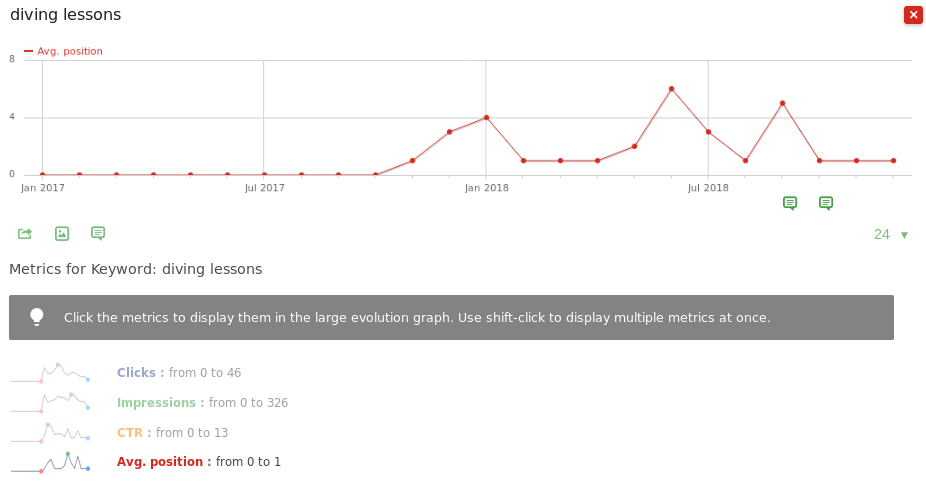 diving lessons
Avg. position
8
4
0
Jan 2017 Jul 2017 Jan 2018 Jul 2018
24
Metrics for Keyword: diving lessons
Click the metrics to display them in the large evolution graph. Use shift-click to display multiple metrics at once.
Clicks : from 0 to 46
Impressions : from 0 to 326
CTR : from 0 to 13
Avg. position : from 0 to 1